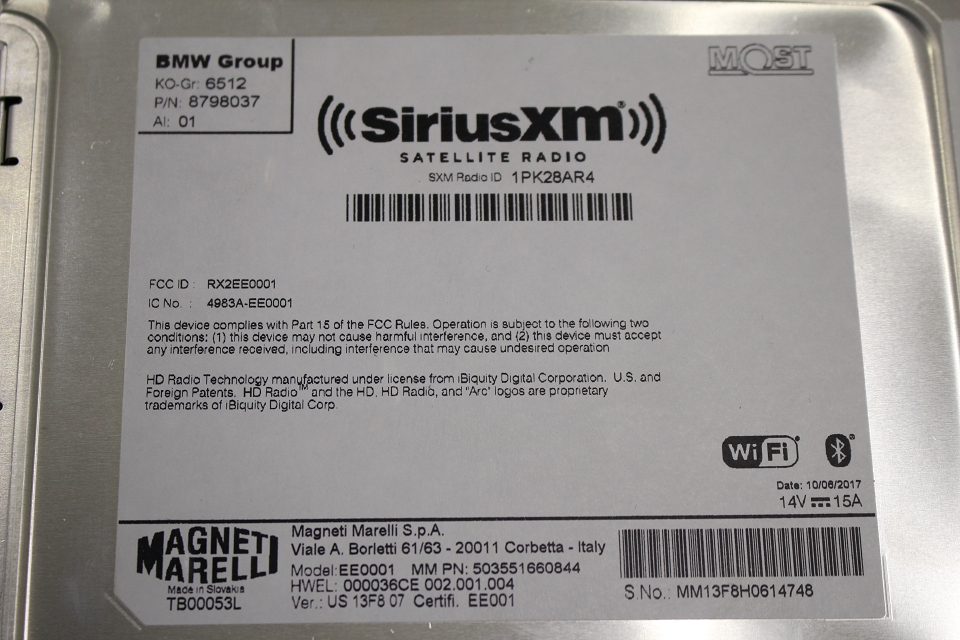 BMW Group
KO-Gr: 6512
P/N: 8798037
AI: 01
MOST
SiriusXm®
SATELLITE RADIO
SXM Radio ID 1PK28AR4
FCC ID : RX2EE0001
IC No. : 4983A-EE0001
This device complies with Part 15 of the FCC Rules. Operation is subject to the following two
conditions: (1) this device may not cause harmful interference, and (2) this device must accept
any interference received, including interference that may cause undesired operation
HD Radio Technology manufactured under license from iBiquity Digital Corporation. U.S. and
Foreign Patents. HD Radio™ and the HD, HD Radio, and "Arc" logos are proprietary
trademarks of iBiquity Digital Corp.
WiFi
Date: 10/06/2017
14V 15A
MAGNETI
MARELLI
Made in Slovakia
TB00053L
Magneti Marelli S.p.A.
Viale A. Borletti 61/63 - 20011 Corbetta - Italy
Model: EE0001 MM PN: 503551660844
HWEL: 000036CE 002.001.004
Ver.: US 13F8 07 Certifi. EE001
S.No.: MM13F8H0614748